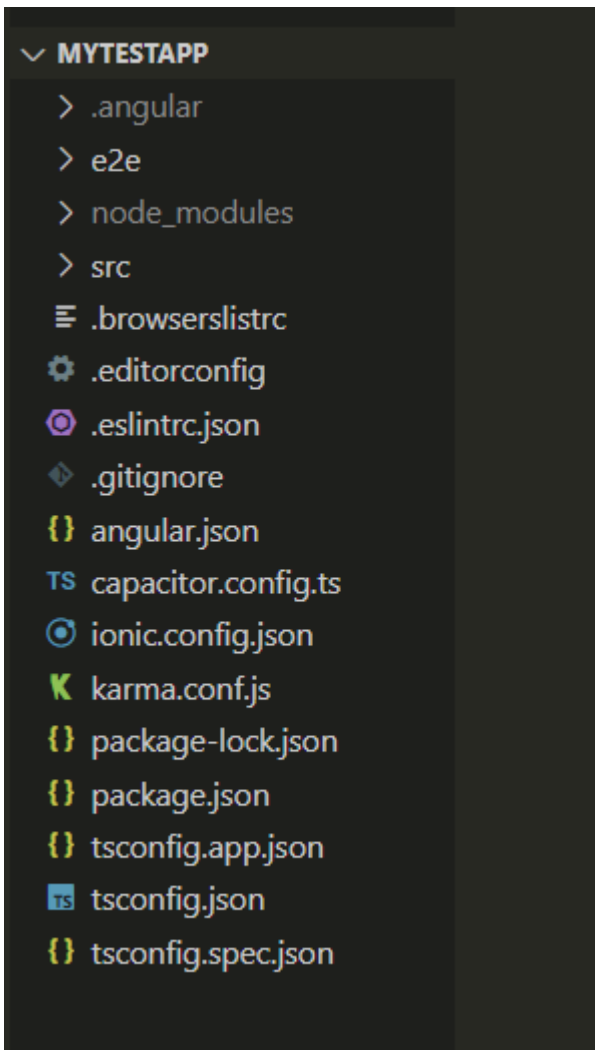 MYTESTAPP
.angular
e2e
node_modules
src
.browserslistrc
.editorconfig
.eslintrc.json
.gitignore
{} angular.json
TS capacitor.config.ts
ionic.config.json
K karma.conf.js
{} package-lock.json
{} package.json
{} tsconfig.app.json
TS tsconfig.json
{} tsconfig.spec.json